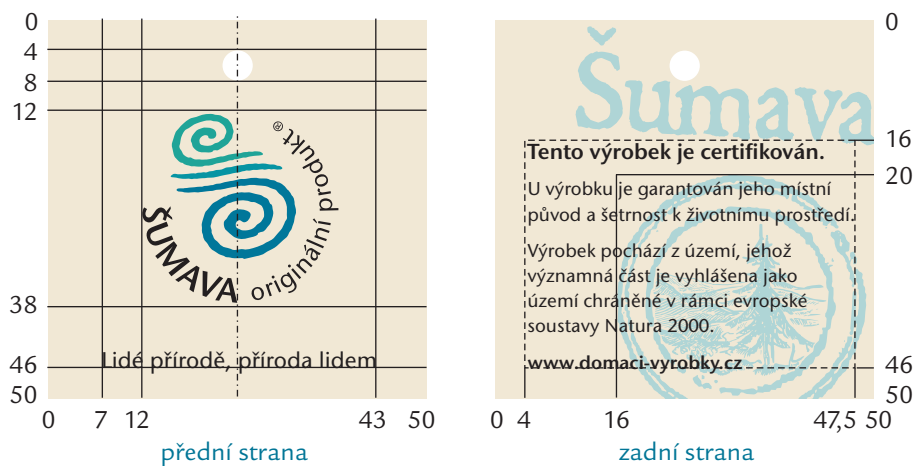 0
4
8
12
38
46
50
0 7 12 43 50
ŠUMAVA originální produkt®
Lidé přírodě, příroda lidem
přední strana
Šumava
Tento výrobek je certifikován.
U výrobku je garantován jeho místní
původ a šetrnost k životnímu prostředí.
Výrobek pochází z území, jehož
významná část je vyhlášena jako
území chráněné v rámci evropské
soustavy Natura 2000.
www.domaci-vyrobky.cz
0
16
20
46
50
0 4 16 47,5 50
zadní strana